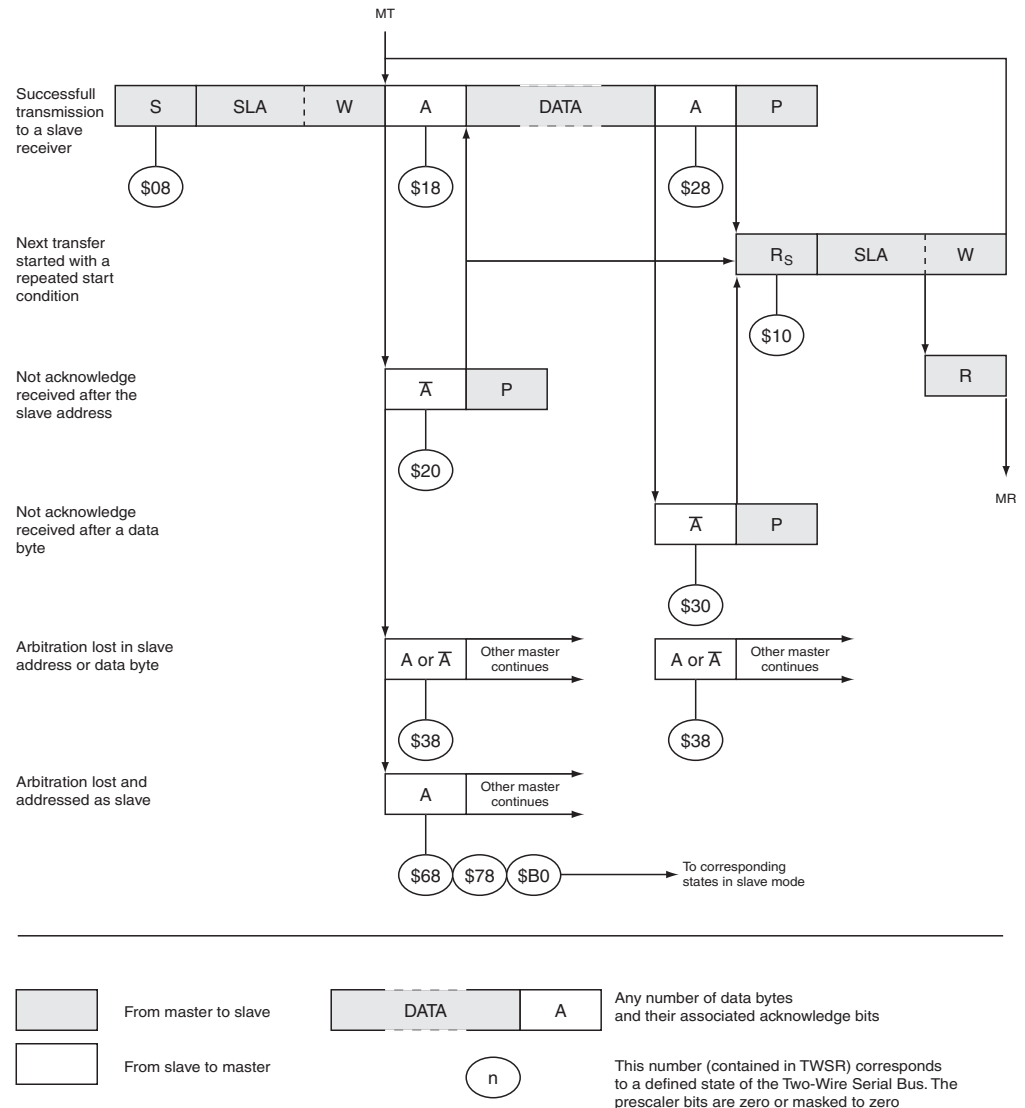 MT
Successfull
transmission
to a slave
receiver
S SLA W A DATA A P
$08 $18 $28
Next transfer
started with a
repeated start
condition
RS SLA W
$10
Not acknowledge
received after the
slave address
A̅ P
R
$20
MR
Not acknowledge
received after a data
byte
A̅ P
$30
Arbitration lost in slave
address or data byte
A or A̅ Other master
continues
A or A̅ Other master
continues
$38 $38
Arbitration lost and
addressed as slave
A Other master
continues
$68 $78 $B0
To corresponding
states in slave mode
From master to slave
DATA A
Any number of data bytes
and their associated acknowledge bits
From slave to master
n
This number (contained in TWSR) corresponds
to a defined state of the Two-Wire Serial Bus. The
prescaler bits are zero or masked to zero